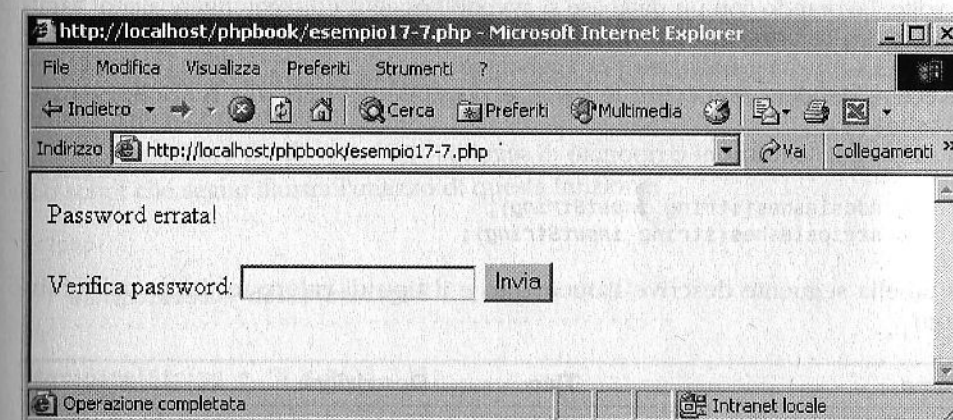 http://localhost/phpbook/esempio17-7.php - Microsoft Internet Explorer
File Modifica Visualizza Preferiti Strumenti ?
Indietro Cerca Preferiti Multimedia
Indirizzo http://localhost/phpbook/esempio17-7.php Vai Collegamenti »
Password errata!
Verifica password: Invia
Operazione completata Intranet locale